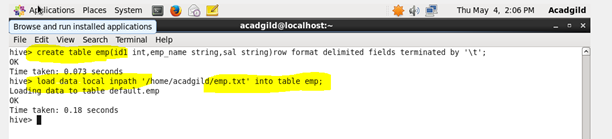 Applications Places System Thu May 4, 2:06 PM Acadgild
Browse and run installed applications
acadgild@localhost:~
File Edit View Search Terminal Help
hive> create table emp(id1 int,emp_name string,sal string)row format delimited fields terminated by '\t';
OK
Time taken: 0.073 seconds
hive> load data local inpath '/home/acadgild/emp.txt' into table emp;
Loading data to table default.emp
OK
Time taken: 0.18 seconds
hive>